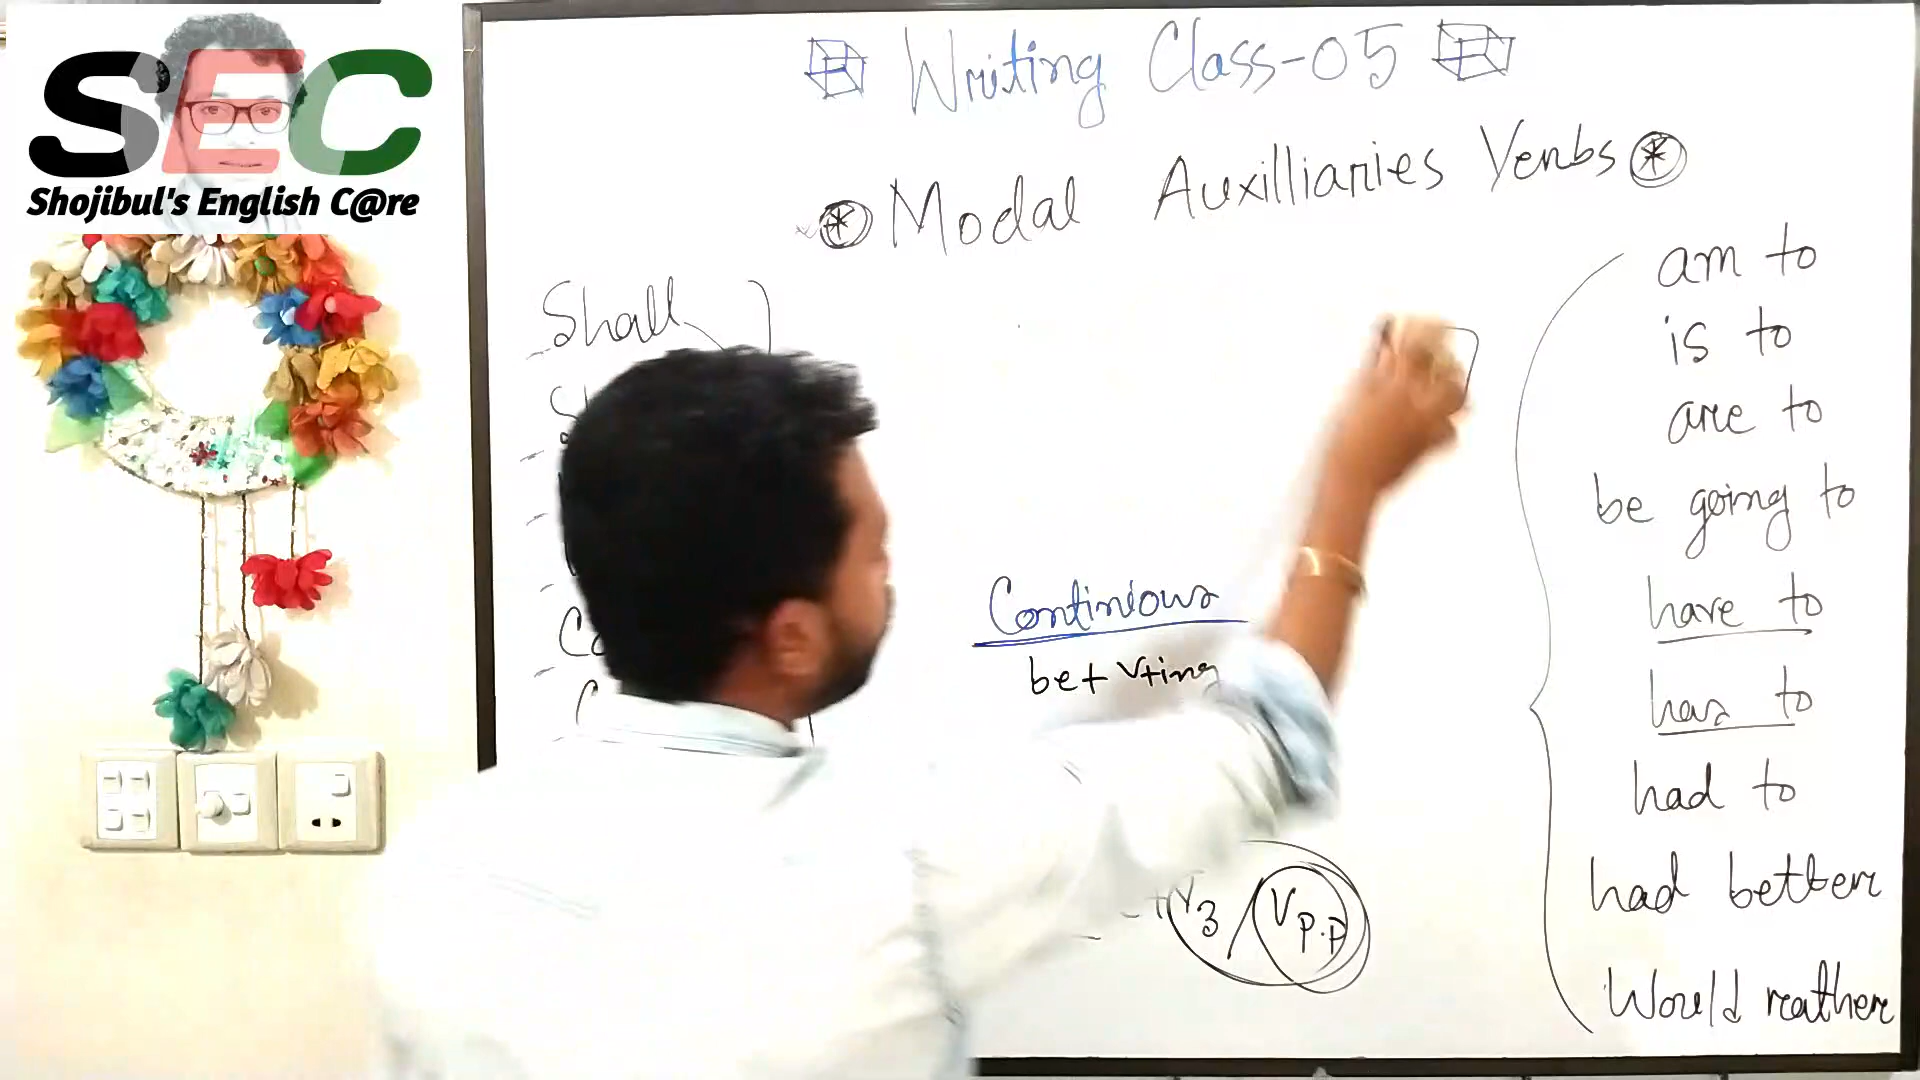 SEC
Shojibul's English C@re
Writing Class-05
Modal Auxilliaries Verbs
Shall
Continious
be + V+ing
+V3 / Vp.p
am to
is to
are to
be going to
have to
has to
had to
had better
Would rather